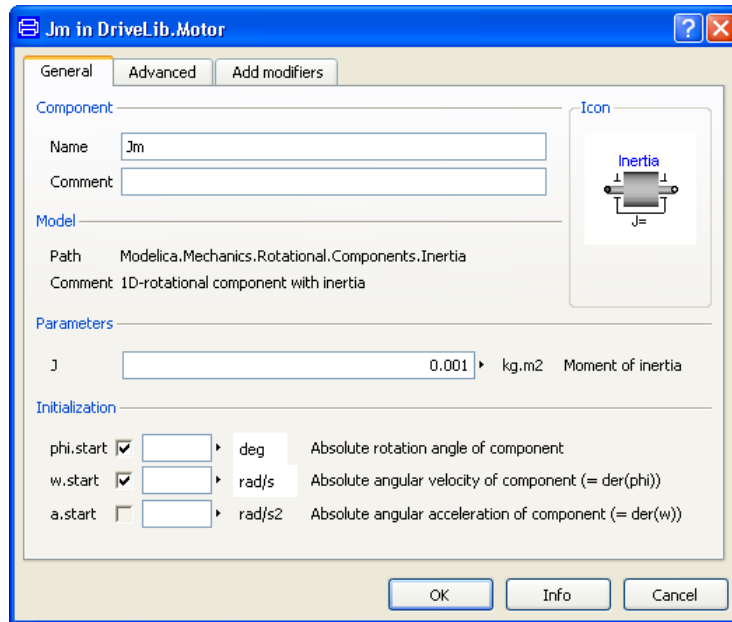 Jm in DriveLib.Motor
General Advanced Add modifiers
Component
Name Jm
Comment
Icon
Inertia
J=
Model
Path Modelica.Mechanics.Rotational.Components.Inertia
Comment 1D-rotational component with inertia
Parameters
J 0.001 kg.m2 Moment of inertia
Initialization
phi.start deg Absolute rotation angle of component
w.start rad/s Absolute angular velocity of component (= der(phi))
a.start rad/s2 Absolute angular acceleration of component (= der(w))
OK Info Cancel